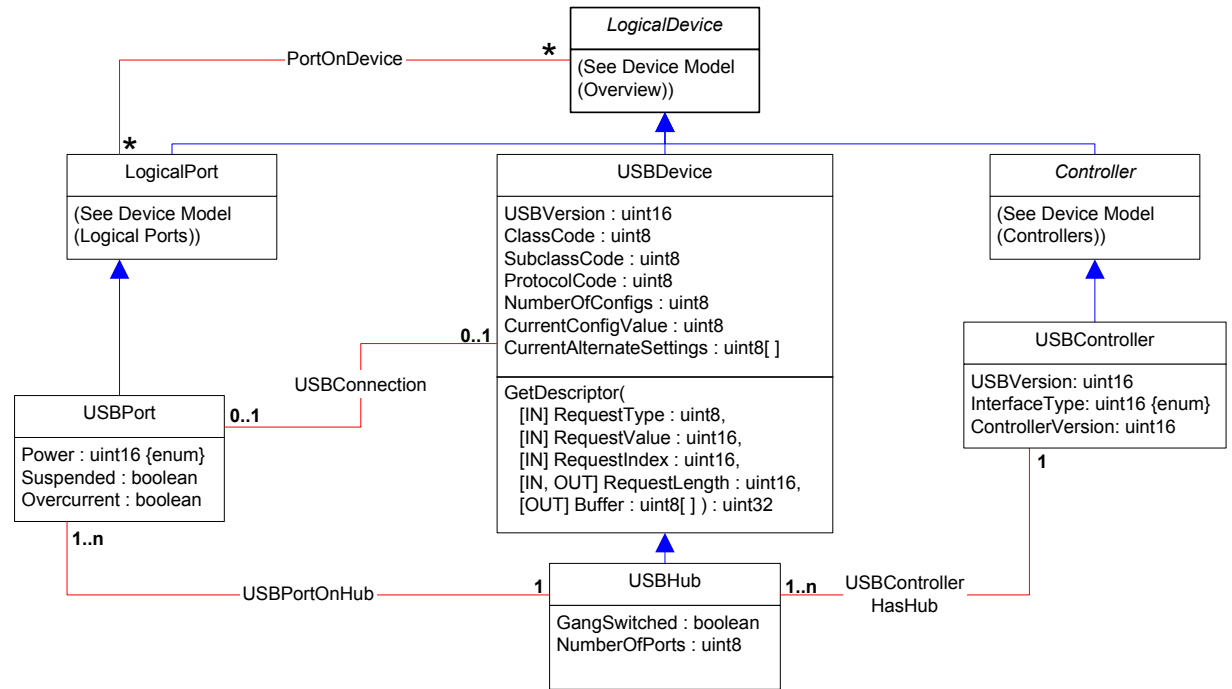 LogicalDevice
(See Device Model
(Overview))
PortOnDevice
*
*
LogicalPort
(See Device Model
(Logical Ports))
USBDevice
USBVersion : uint16
ClassCode : uint8
SubclassCode : uint8
ProtocolCode : uint8
NumberOfConfigs : uint8
CurrentConfigValue : uint8
CurrentAlternateSettings : uint8[ ]
GetDescriptor(
[IN] RequestType : uint8,
[IN] RequestValue : uint16,
[IN] RequestIndex : uint16,
[IN, OUT] RequestLength : uint16,
[OUT] Buffer : uint8[ ] ) : uint32
Controller
(See Device Model
(Controllers))
0..1
USBConnection
0..1
USBController
USBVersion: uint16
InterfaceType: uint16 {enum}
ControllerVersion: uint16
1
USBPort
Power : uint16 {enum}
Suspended : boolean
Overcurrent : boolean
1..n
USBPortOnHub
1
USBHub
GangSwitched : boolean
NumberOfPorts : uint8
1..n
USBController
HasHub